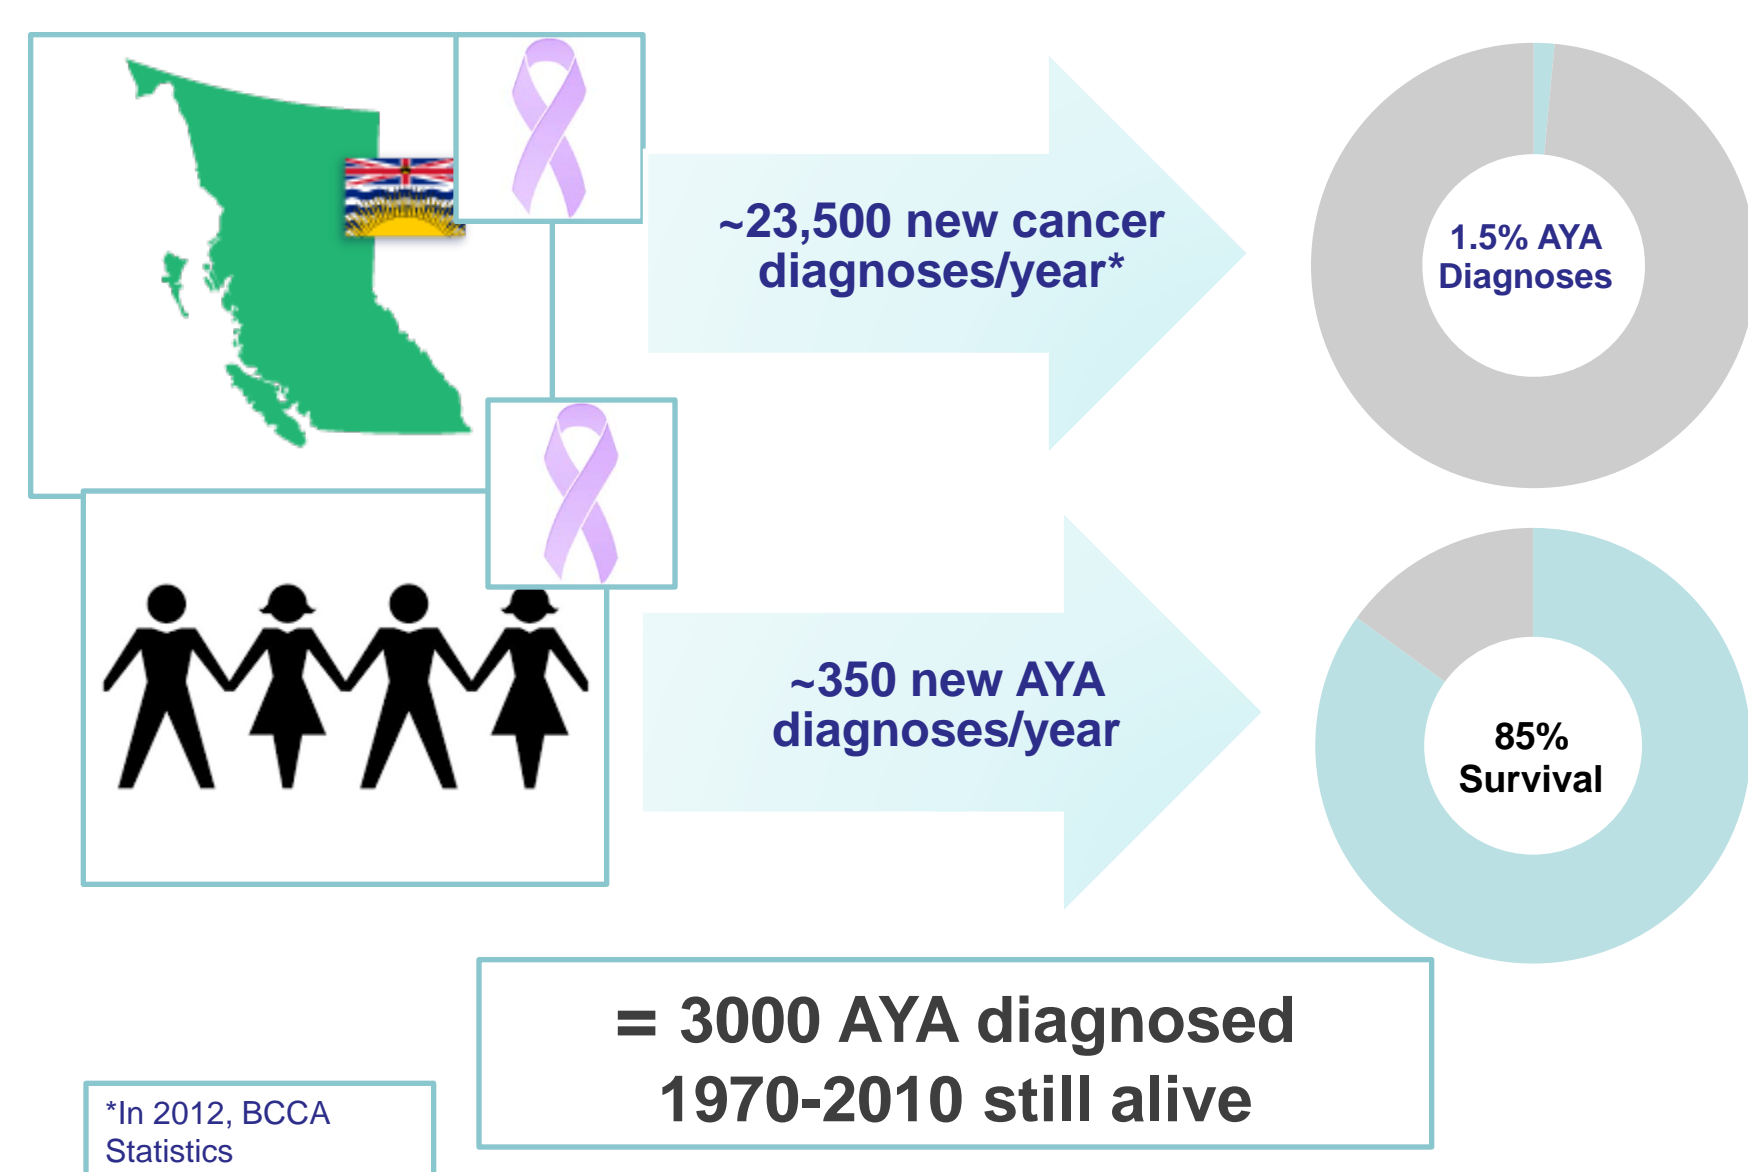 ~23,500 new cancer
diagnoses/year*
1.5% AYA
Diagnoses
~350 new AYA
diagnoses/year
85%
Survival
= 3000 AYA diagnosed
1970-2010 still alive
*In 2012, BCCA
Statistics